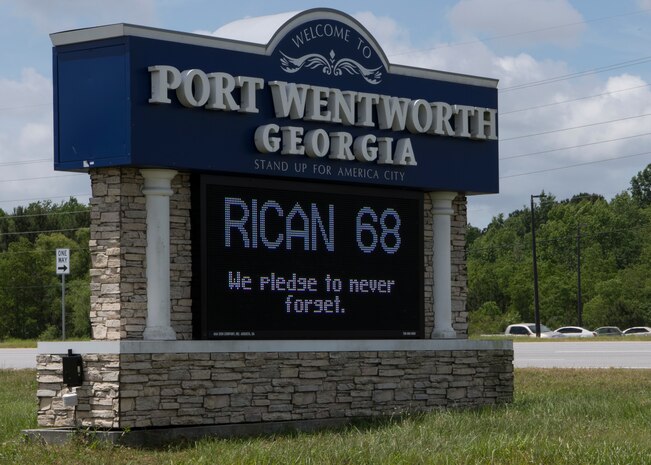 WELCOME TO
PORT WENTWORTH
GEORGIA
STAND UP FOR AMERICA CITY
RICAN 68
We pledge to never
forget.
ONE
WAY